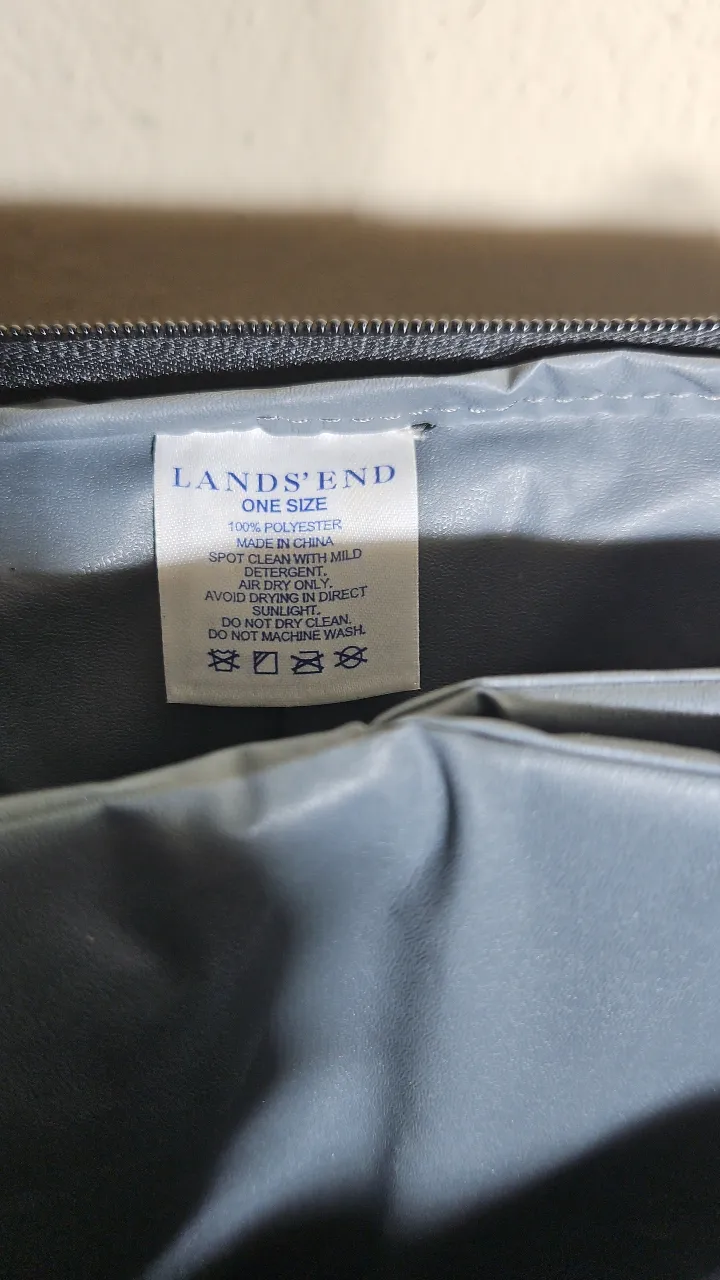 LANDS' END
ONE SIZE
100% POLYESTER
MADE IN CHINA
SPOT CLEAN WITH MILD
DETERGENT.
AIR DRY ONLY.
AVOID DRYING IN DIRECT
SUNLIGHT.
DO NOT DRY CLEAN.
DO NOT MACHINE WASH.